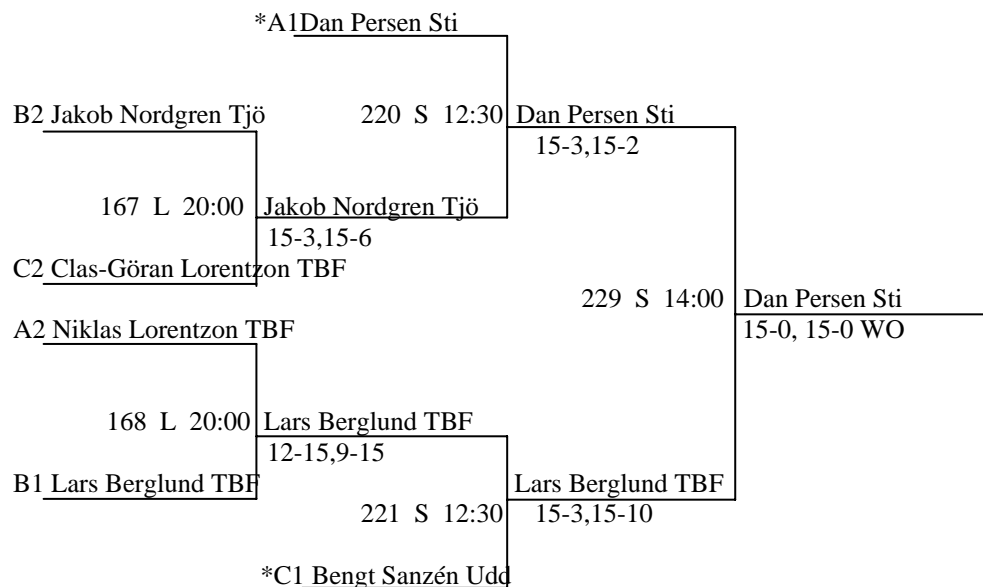 *A1Dan Persen Sti
B2 Jakob Nordgren Tjö
220 S 12:30 Dan Persen Sti
15-3,15-2
167 L 20:00 Jakob Nordgren Tjö
15-3,15-6
C2 Clas-Göran Lorentzon TBF
229 S 14:00 Dan Persen Sti
A2 Niklas Lorentzon TBF
15-0, 15-0 WO
168 L 20:00 Lars Berglund TBF
12-15,9-15
B1 Lars Berglund TBF
Lars Berglund TBF
221 S 12:30 15-3,15-10
*C1 Bengt Sanzén Udd